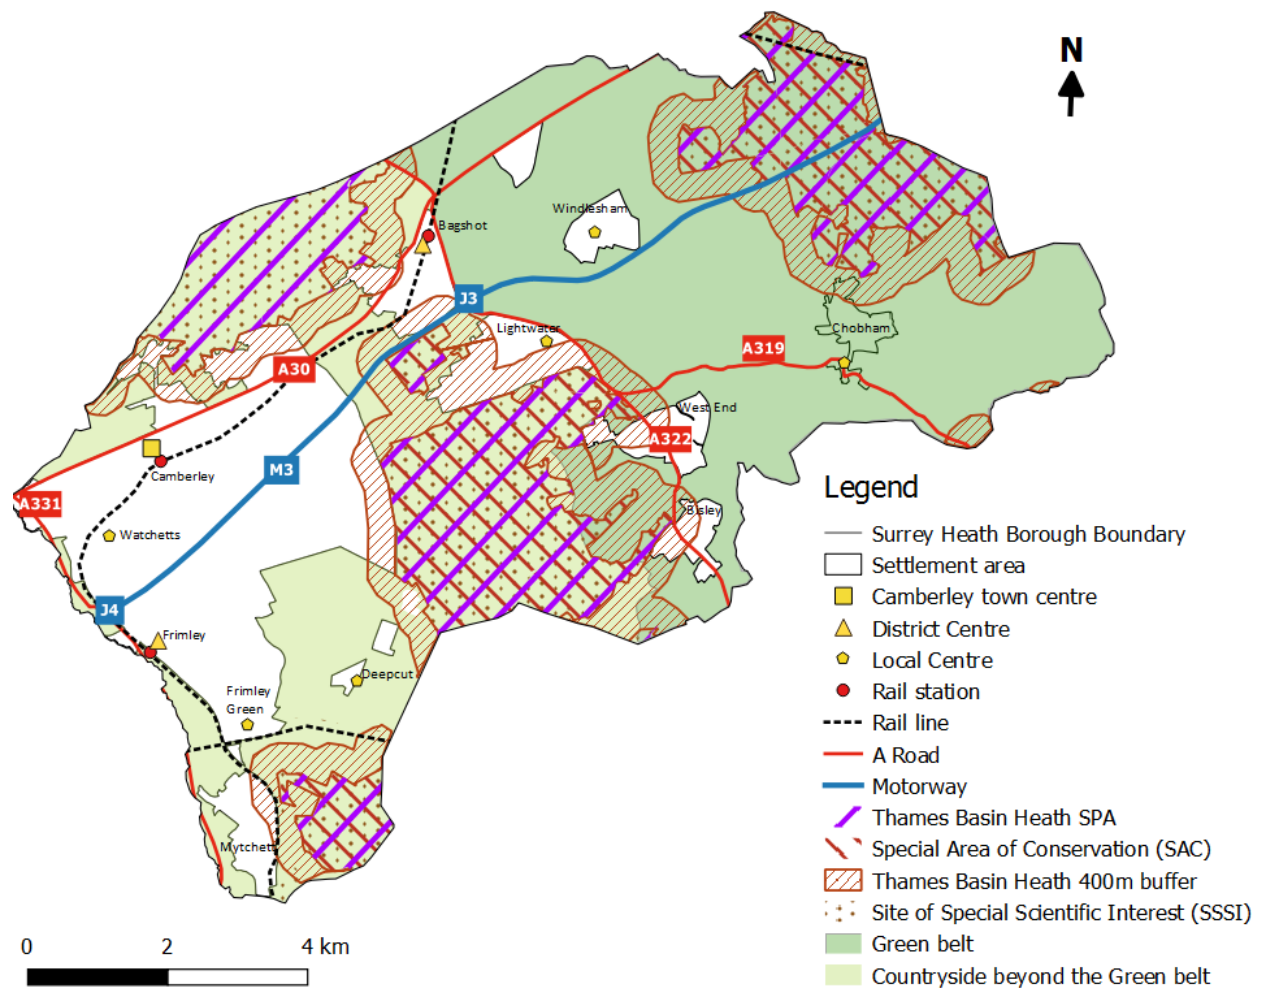 N
Bagshot
Windlesham
J3
Lightwater
Chobham
A319
A30
West End
A322
Camberley
M3
A331
Bisley
Watchetts
J4
Frimley
Deepcut
Frimley
Green
Mytchett
Legend
Surrey Heath Borough Boundary
Settlement area
Camberley town centre
District Centre
Local Centre
Rail station
Rail line
A Road
Motorway
Thames Basin Heath SPA
Special Area of Conservation (SAC)
Thames Basin Heath 400m buffer
Site of Special Scientific Interest (SSSI)
Green belt
Countryside beyond the Green belt
0 2 4 km